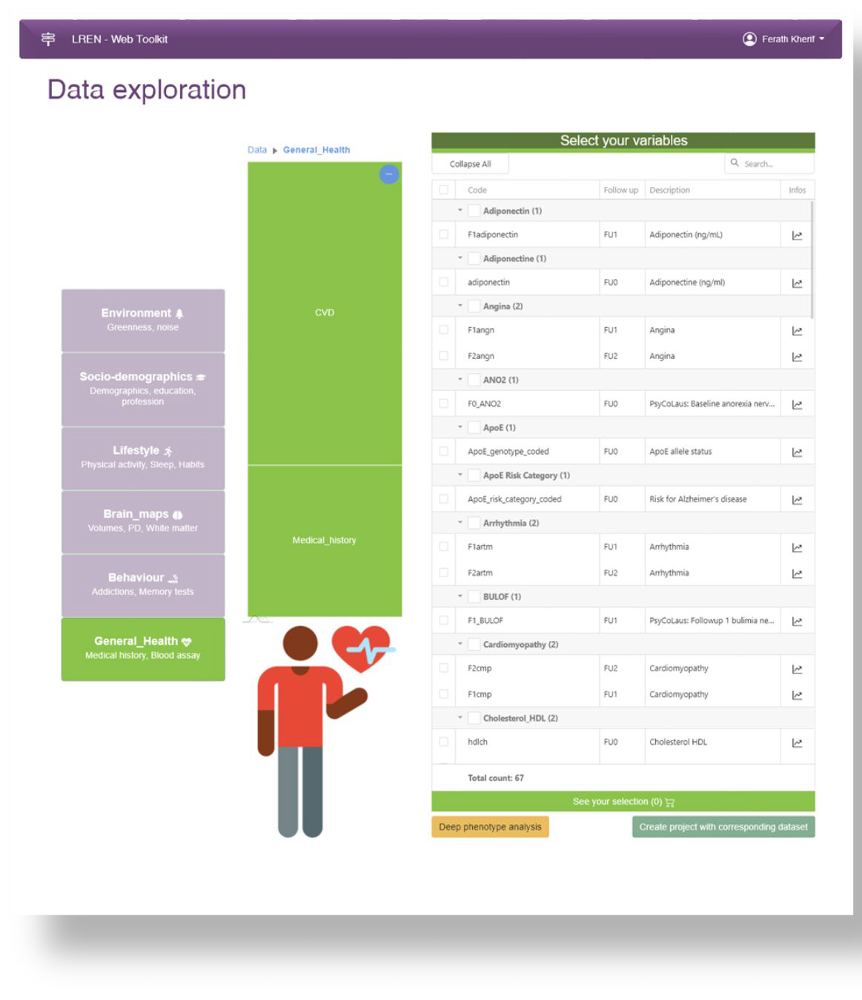 LREN - Web Toolkit
Ferath Kherif
Data exploration
Environment
Greenness, noise
Socio-demographics
Demographics, education,
profession
Lifestyle
Physical activity, Sleep, Habits
Brain_maps
Volumes, PD, White matter
Behaviour
Addictions, Memory tests
General_Health
Medical history, Blood assay
Data General_Health
CVD
Medical_history
Select your variables
Collapse All Search...
Code Follow up Description Infos
Adiponectin (1)
F1adiponectin FU1 Adiponectin (ng/mL)
Adiponectine (1)
adiponectin FU0 Adiponectine (ng/ml)
Angina (2)
F1angn FU1 Angina
F2angn FU2 Angina
ANO2 (1)
F0_ANO2 FU0 PsyCoLaus: Baseline anorexia nerv...
ApoE (1)
ApoE_genotype_coded FU0 ApoE allele status
ApoE Risk Category (1)
ApoE_risk_category_coded FU0 Risk for Alzheimer's disease
Arrhythmia (2)
F1artm FU1 Arrhythmia
F2artm FU2 Arrhythmia
BULOF (1)
F1_BULOF FU1 PsyCoLaus: Followup 1 bulimia ne...
Cardiomyopathy (2)
F2cmp FU2 Cardiomyopathy
F1cmp FU1 Cardiomyopathy
Cholesterol_HDL (2)
hdlch FU0 Cholesterol HDL
Total count: 67
See your selection (0)
Deep phenotype analysis
Create project with corresponding dataset